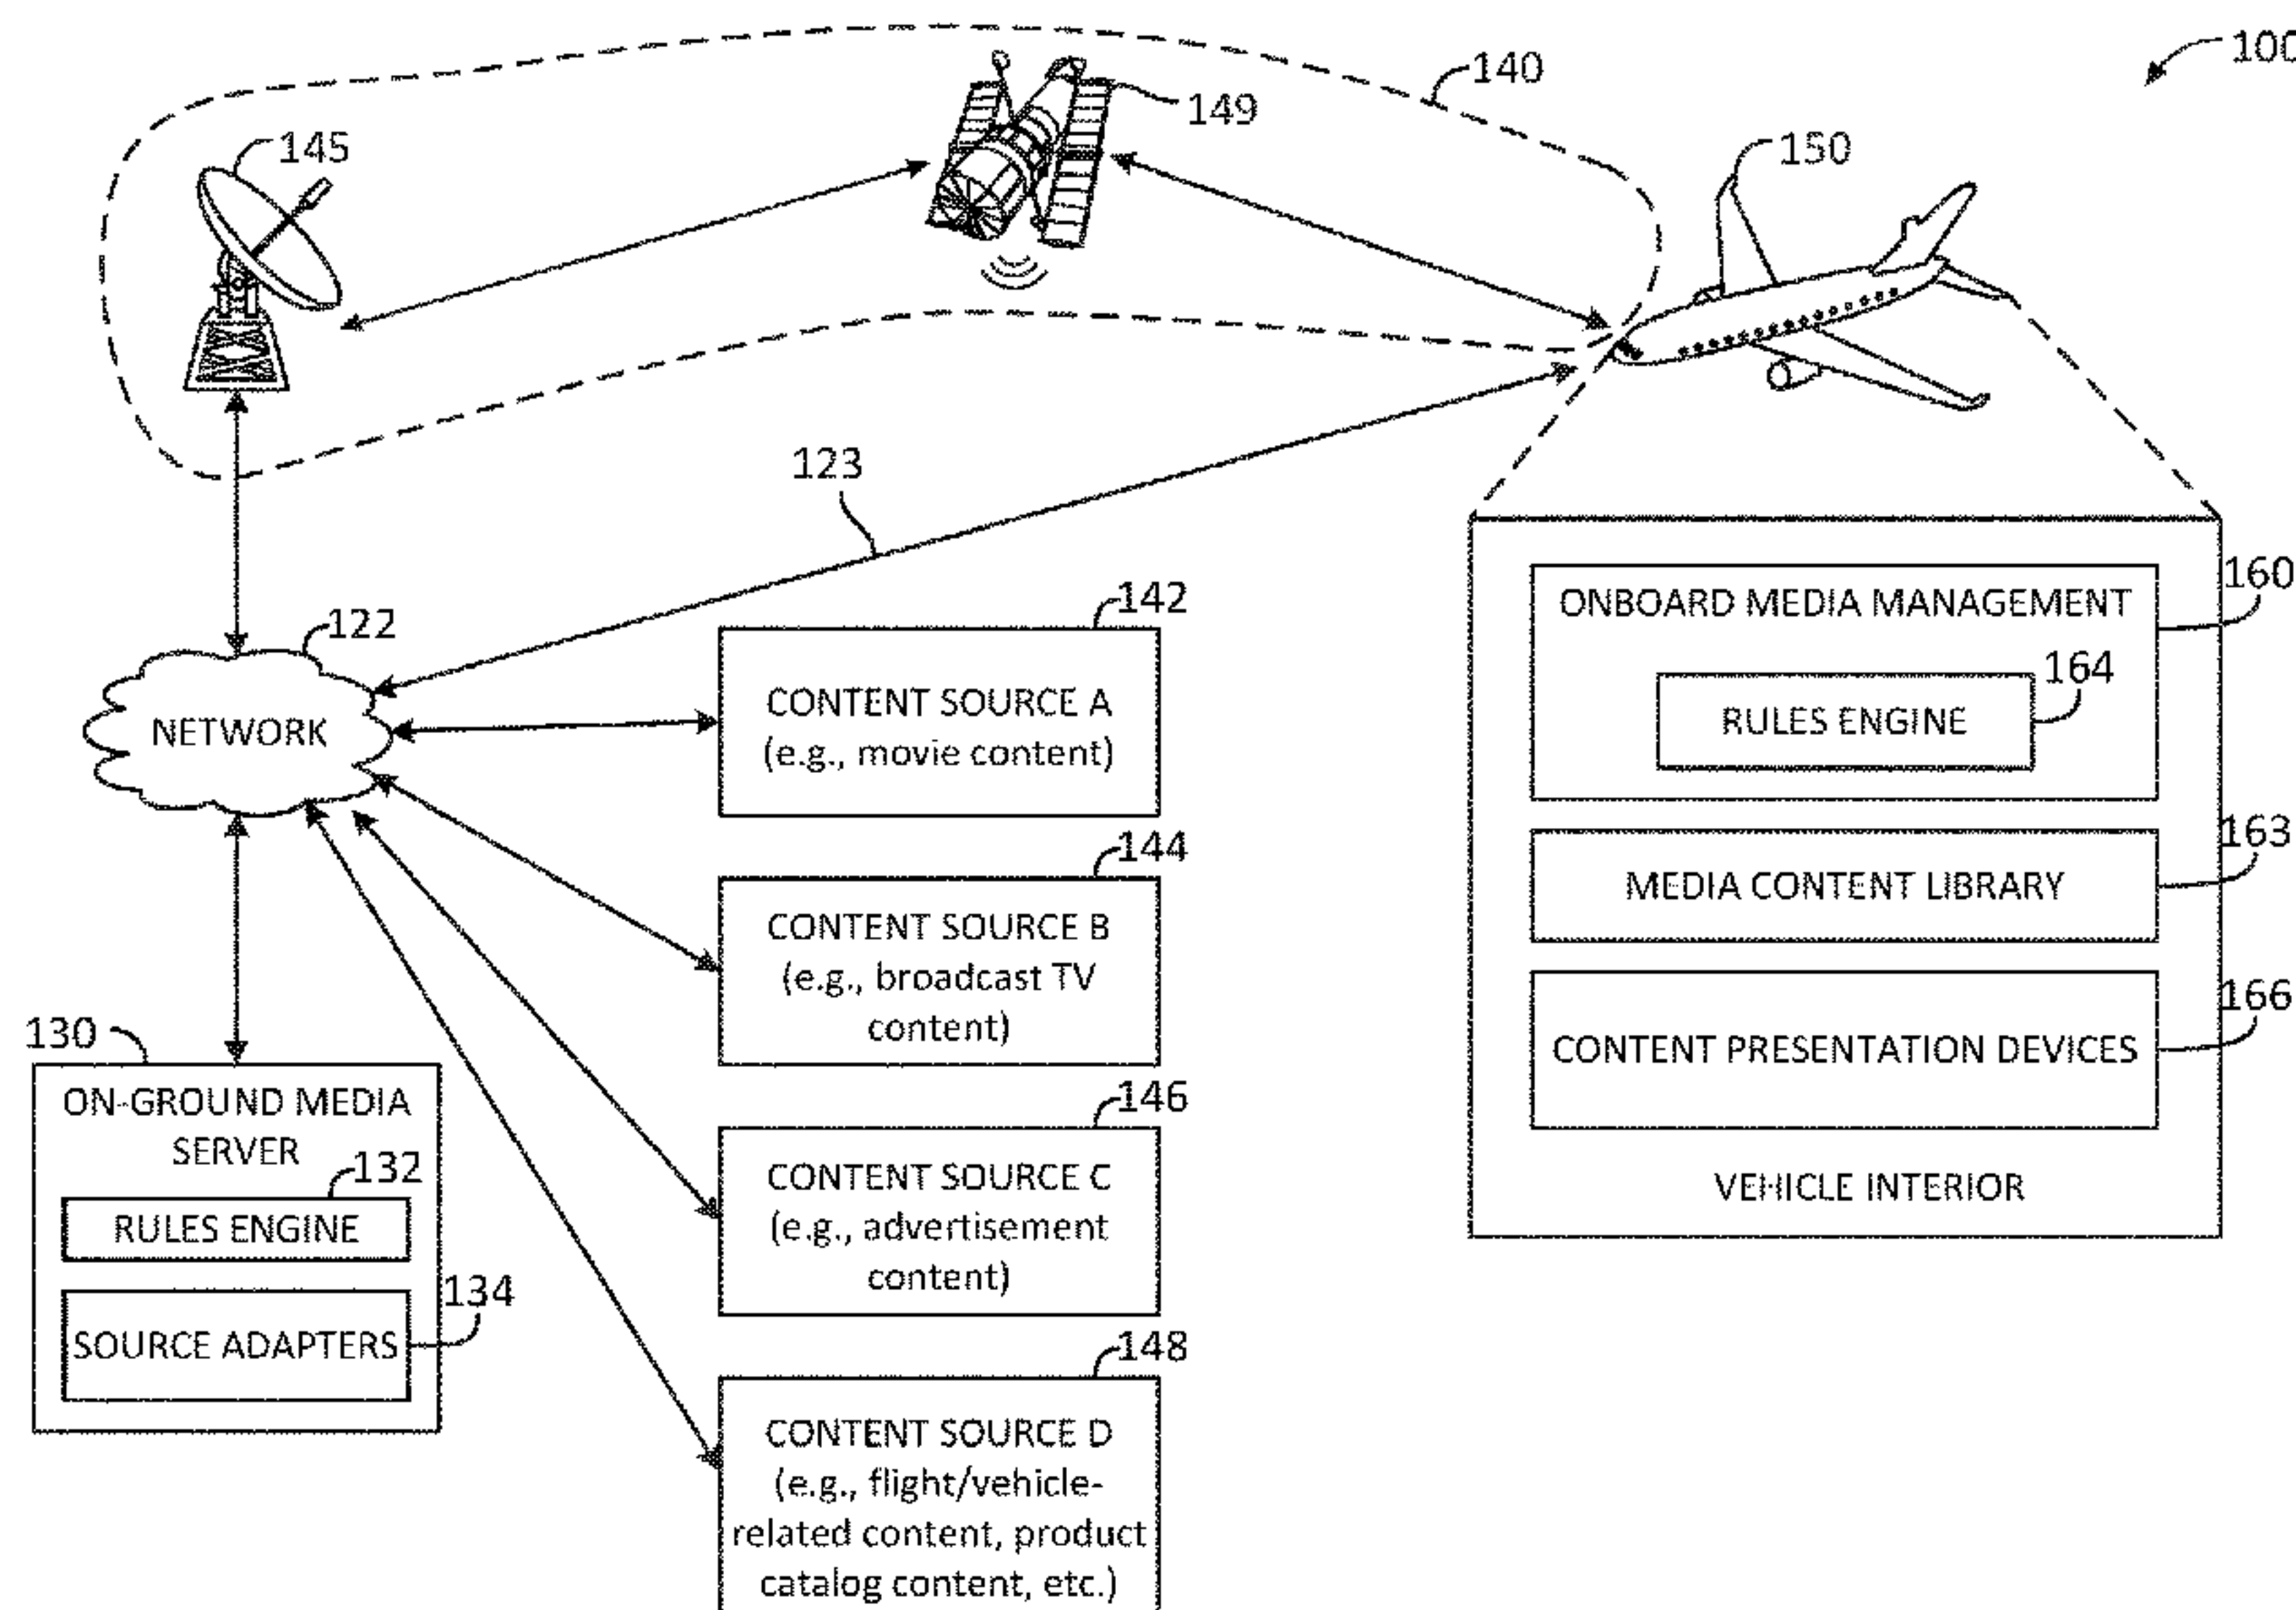 100
140
149
145
150
123
122
NETWORK
142
CONTENT SOURCE A
(e.g., movie content)
144
CONTENT SOURCE B
(e.g., broadcast TV
content)
146
CONTENT SOURCE C
(e.g., advertisement
content)
148
CONTENT SOURCE D
(e.g., flight/vehicle-
related content, product
catalog content, etc.)
130
ON-GROUND MEDIA
SERVER
132
RULES ENGINE
134
SOURCE ADAPTERS
160
ONBOARD MEDIA MANAGEMENT
164
RULES ENGINE
163
MEDIA CONTENT LIBRARY
166
CONTENT PRESENTATION DEVICES
VEHICLE INTERIOR